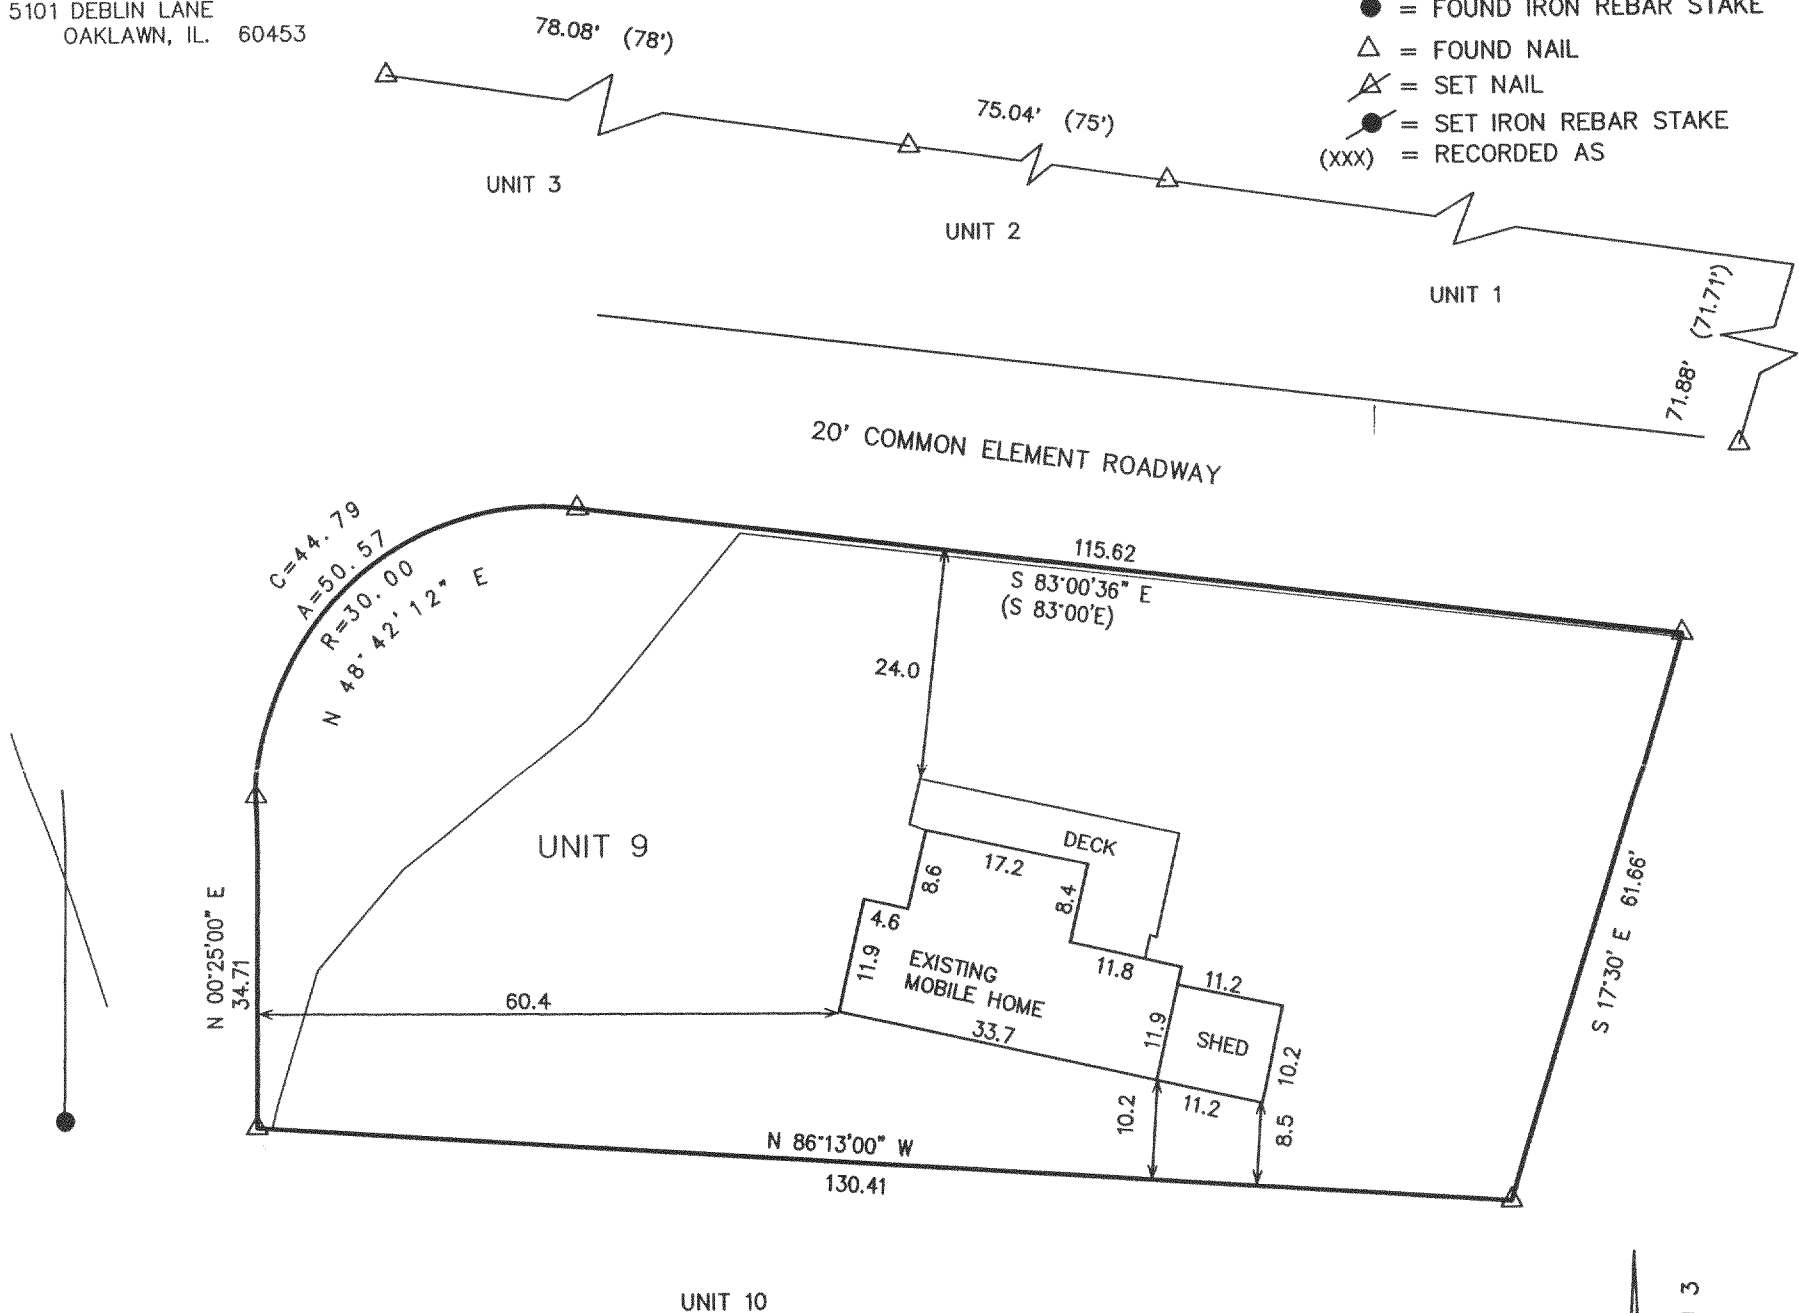 5101 DEBLIN LANE
OAKLAWN, IL. 60453
= FOUND IRON REBAR STAKE
= FOUND NAIL
= SET NAIL
= SET IRON REBAR STAKE
(XXX) = RECORDED AS
78.08' (78')
75.04' (75')
UNIT 3
UNIT 2
UNIT 1
71.88' (71.71')
20' COMMON ELEMENT ROADWAY
C=44.79
A=50.57
R=30.00
N 48°42'12" E
115.62
S 83°00'36" E
(S 83°00'E)
24.0
UNIT 9
DECK
17.2
8.6
8.4
4.6
11.9
EXISTING
MOBILE HOME
11.8
11.2
33.7
11.9
SHED
10.2
60.4
N 00°25'00" E
34.71
S 17°30' E 61.66'
10.2
11.2
8.5
N 86°13'00" W
130.41
UNIT 10
3